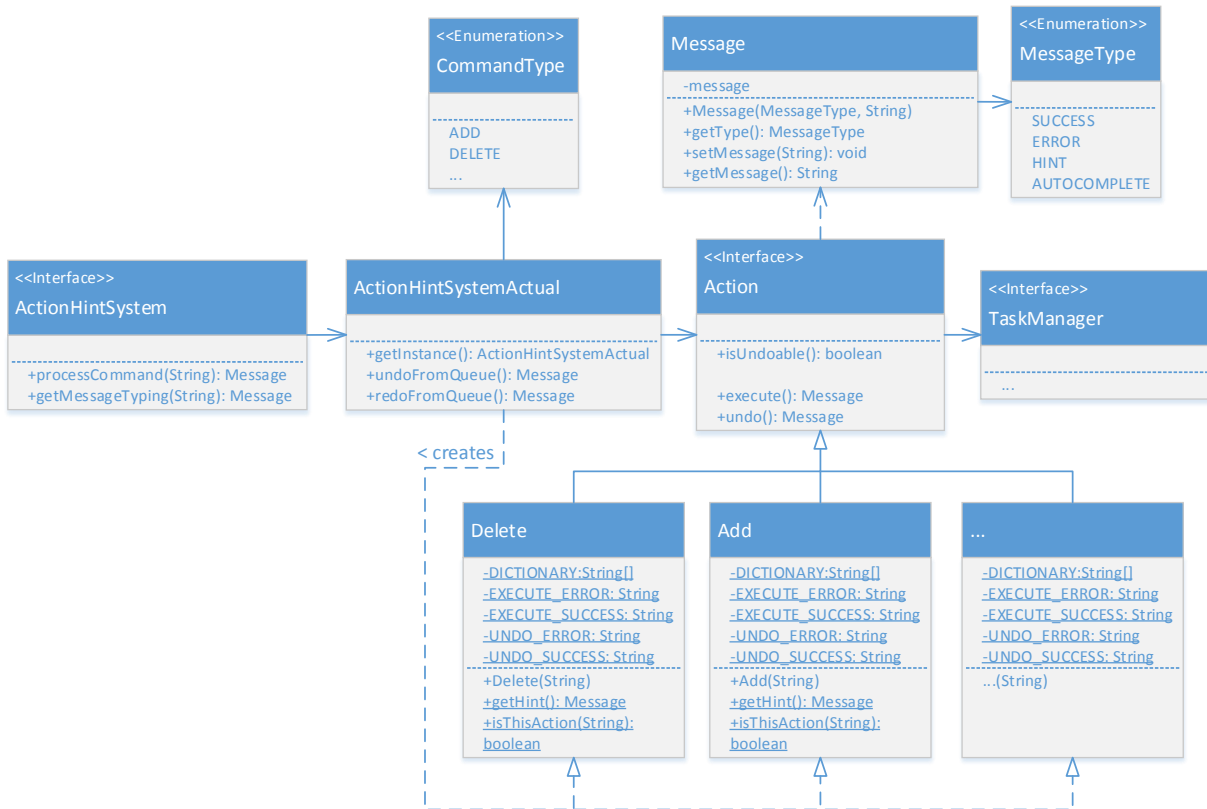 <<Enumeration>>
CommandType
ADD
DELETE
...
Message
-message
+Message(MessageType, String)
+getType(): MessageType
+setMessage(String): void
+getMessage(): String
<<Enumeration>>
MessageType
SUCCESS
ERROR
HINT
AUTOCOMPLETE
<<Interface>>
ActionHintSystem
+processCommand(String): Message
+getMessageTyping(String): Message
ActionHintSystemActual
+getInstance(): ActionHintSystemActual
+undoFromQueue(): Message
+redoFromQueue(): Message
<<Interface>>
Action
+isUndoable(): boolean
+execute(): Message
+undo(): Message
<<Interface>>
TaskManager
...
< creates
Delete
-DICTIONARY:String[]
-EXECUTE_ERROR: String
-EXECUTE_SUCCESS: String
-UNDO_ERROR: String
-UNDO_SUCCESS: String
+Delete(String)
+getHint(): Message
+isThisAction(String):
boolean
Add
-DICTIONARY:String[]
-EXECUTE_ERROR: String
-EXECUTE_SUCCESS: String
-UNDO_ERROR: String
-UNDO_SUCCESS: String
+Add(String)
+getHint(): Message
+isThisAction(String):
boolean
...
-DICTIONARY:String[]
-EXECUTE_ERROR: String
-EXECUTE_SUCCESS: String
-UNDO_ERROR: String
-UNDO_SUCCESS: String
...(String)